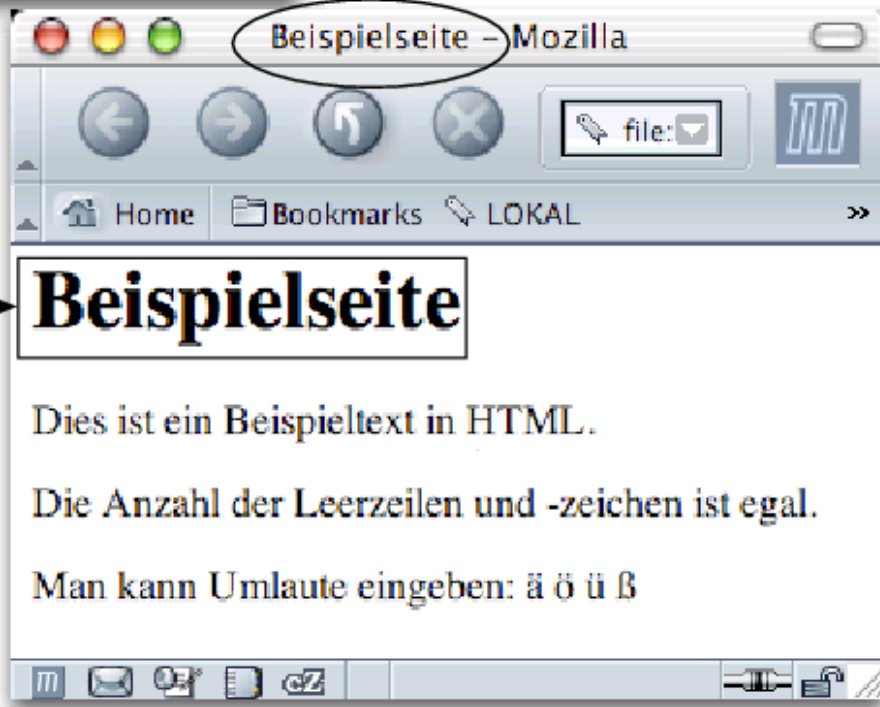 Beispielseite – Mozilla
file:
Home Bookmarks LOKAL »
Beispielseite
Dies ist ein Beispieltext in HTML.
Die Anzahl der Leerzeilen und -zeichen ist egal.
Man kann Umlaute eingeben: ä ö ü ß